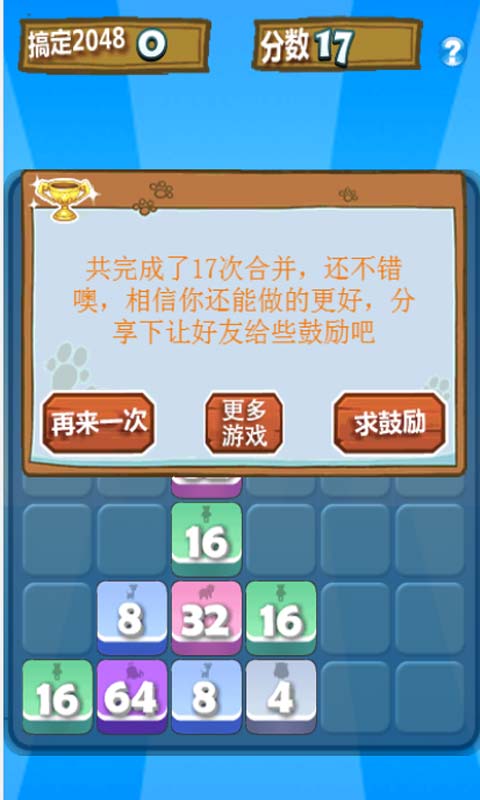 搞定2048 0 分数 17 ?
共完成了17次合并，还不错
噢，相信你还能做的更好，分
享下让好友给些鼓励吧
再来一次 更多 求鼓励
游戏
16
8 32 16
16 64 8 4